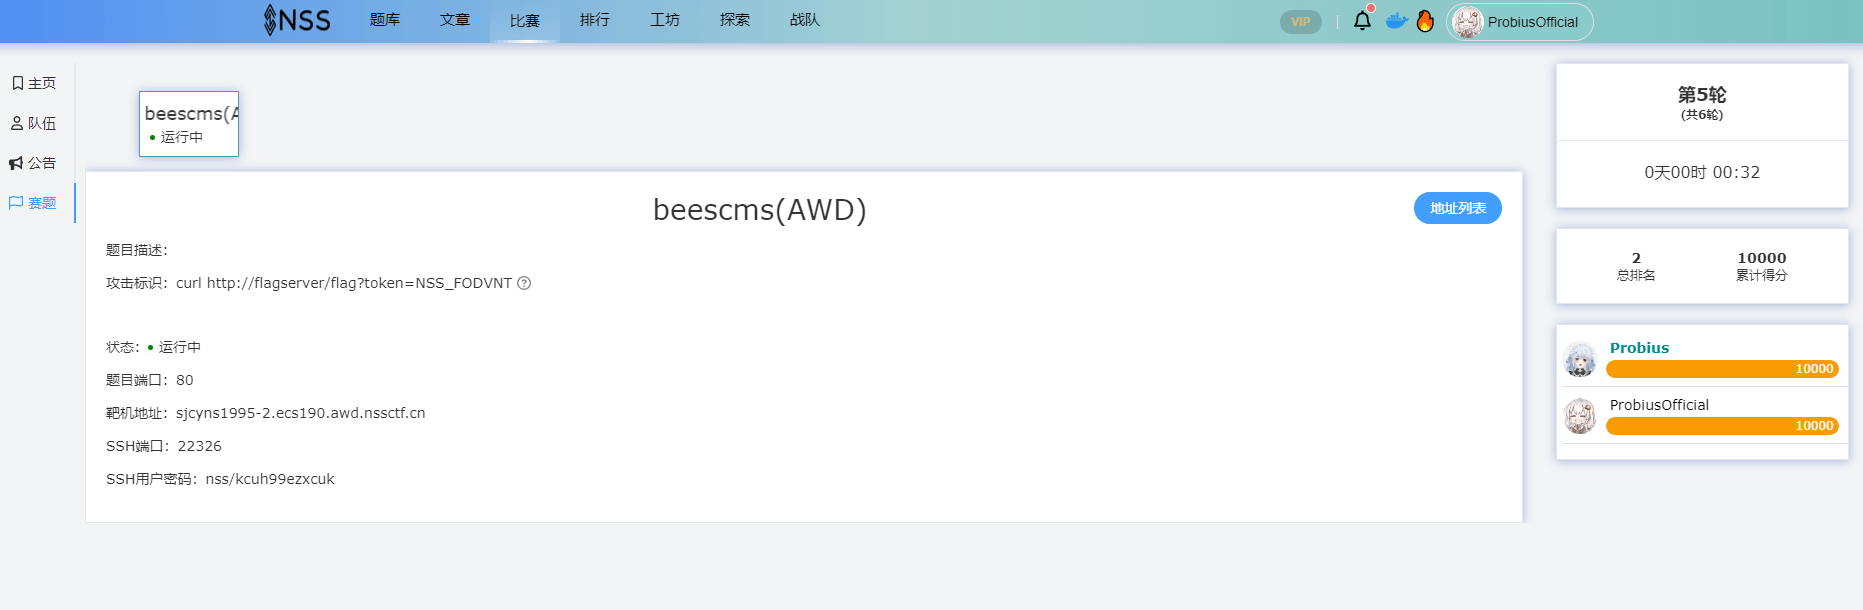 NSS 题库 文章 比赛 排行 工坊 探索 战队 VIP ProbiusOfficial
主页
队伍
公告
赛题
beescms(A
运行中
beescms(AWD)
地址列表
题目描述：
攻击标识：curl http://flagserver/flag?token=NSS_FODVNT
状态：运行中
题目端口：80
靶机地址：sjcyns1995-2.ecs190.awd.nssctf.cn
SSH端口：22326
SSH用户密码：nss/kcuh99ezxcuk
第5轮
(共6轮)
0天00时 00:32
2 10000
总排名 累计得分
Probius
10000
ProbiusOfficial
10000